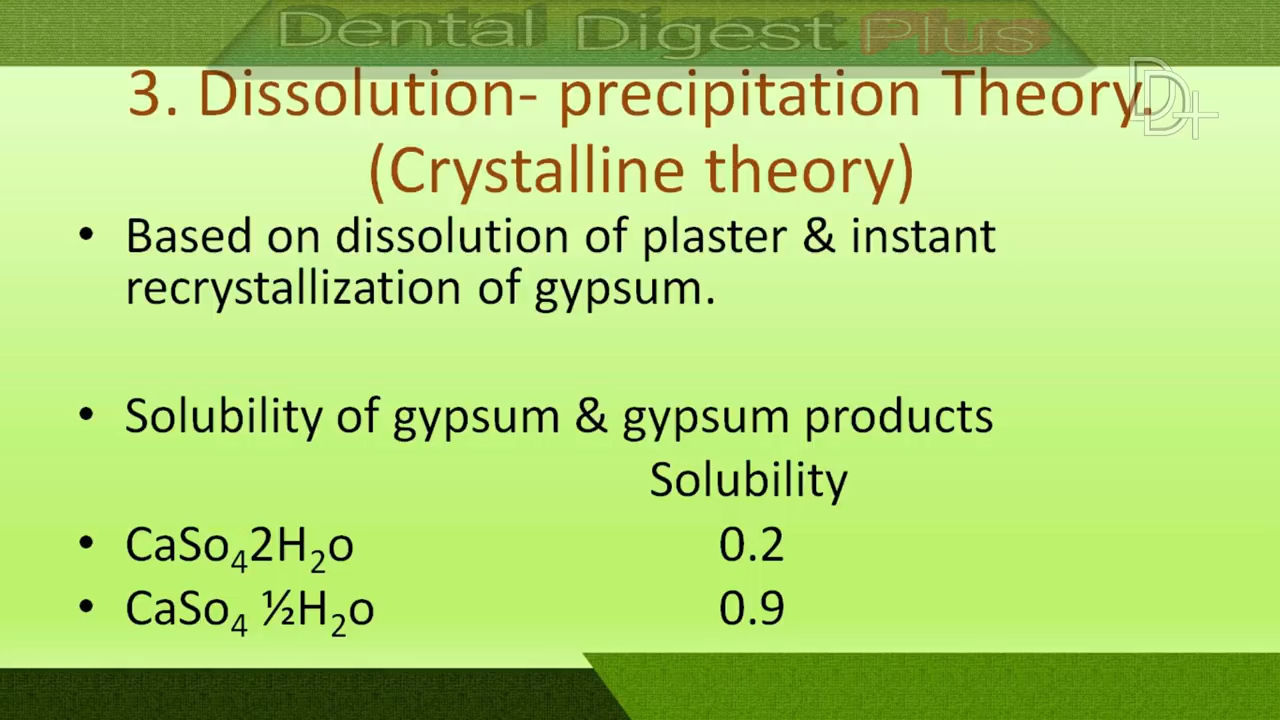 Dental Digest Plus
3. Dissolution- precipitation Theory.
(Crystalline theory)
DD+
• Based on dissolution of plaster & instant
recrystallization of gypsum.
• Solubility of gypsum & gypsum products
Solubility
• CaSo₄2H₂o 0.2
• CaSo₄ ½H₂o 0.9